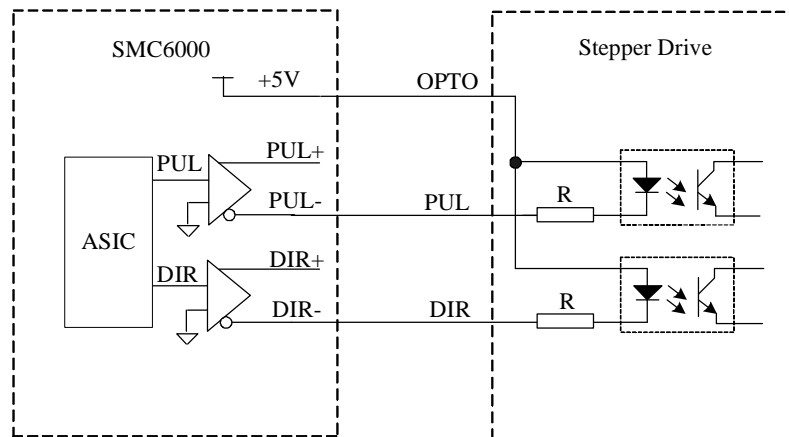 SMC6000
Stepper Drive
+5V
OPTO
PUL
PUL+
PUL-
PUL
R
ASIC
DIR
DIR+
DIR-
DIR
R